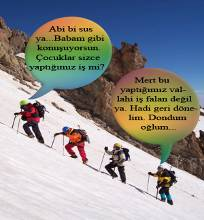 Abi bi sus
ya...Babam gibi
konuşuyorsun.
Çocuklar sizce
yaptığımız iş mi?
Mert bu
yaptığımız val-
lahi iş falan değil
ya. Hadi geri döne-
lim. Dondum
oğlum...